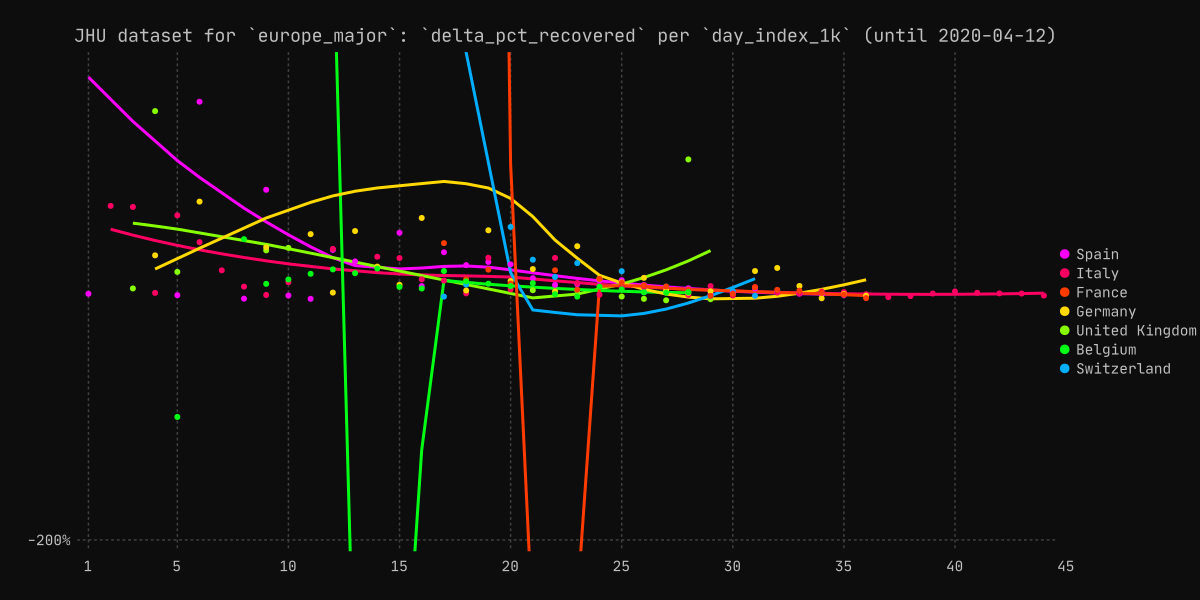 JHU dataset for `europe_major`: `delta_pct_recovered` per `day_index_1k` (until 2020-04-12)
Spain
Italy
France
Germany
United Kingdom
Belgium
Switzerland
-200%
1 5 10 15 20 25 30 35 40 45